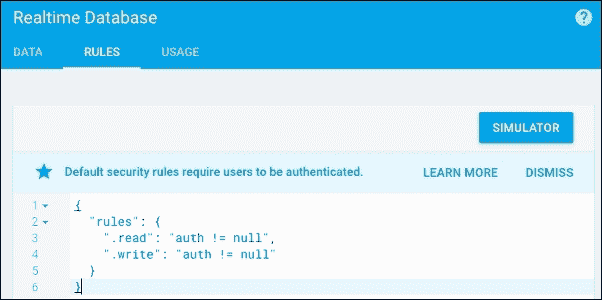 Realtime Database
DATA RULES USAGE
SIMULATOR
Default security rules require users to be authenticated. LEARN MORE DISMISS
1 {
2 "rules": {
3 ".read": "auth != null",
4 ".write": "auth != null"
5 }
6 }